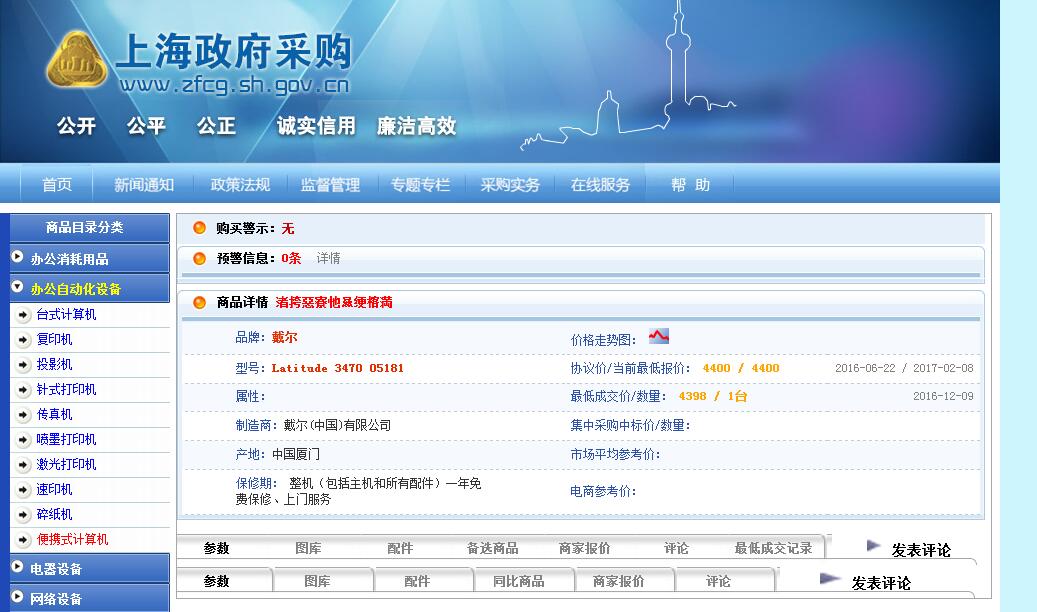 上海政府采购
www.zfcg.sh.gov.cn
公开 公平 公正 诚实信用 廉洁高效
首页 新闻通知 政策法规 监督管理 专题专栏 采购实务 在线服务 帮 助
商品目录分类
办公消耗用品
办公自动化设备
台式计算机
复印机
投影机
针式打印机
传真机
喷墨打印机
激光打印机
速印机
碎纸机
便携式计算机
电器设备
网络设备
购买警示：无
预警信息：0条 详情
商品详情
品牌：戴尔 价格走势图：
型号：Latitude 3470 05181 协议价/当前最低报价： 4400 / 4400 2016-06-22 / 2017-02-08
属性： 最低成交价/数量： 4398 / 1台 2016-12-09
制造商：戴尔(中国)有限公司 集中采购中标价/数量：
产地：中国厦门 市场平均参考价：
保修期： 整机（包括主机和所有配件）一年免
费保修、上门服务
电商参考价：
参数 图库 配件 备选商品 商家报价 评论 最低成交记录 发表评论
参数 图库 配件 同比商品 商家报价 评论 发表评论